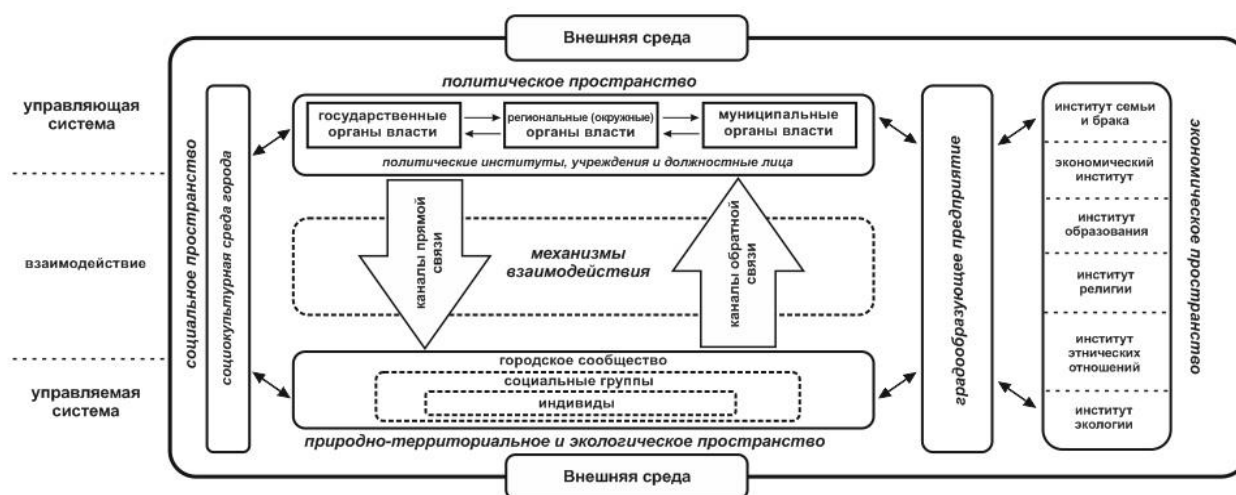 Внешняя среда
политическое пространство
управляющая
система
взаимодействие
управляемая
система
социальное пространство
социокультурная среда города
государственные
органы власти
региональные (окружные)
органы власти
муниципальные
органы власти
политические институты, учреждения и должностные лица
каналы прямой
связи
механизмы
взаимодействия
каналы обратной
связи
городское сообщество
социальные группы
индивиды
природно-территориальное и экологическое пространство
градообразующее предприятие
институт семьи
и брака
экономический
институт
институт
образования
институт
религии
институт
этнических
отношений
институт
экологии
экономическое пространство
Внешняя среда